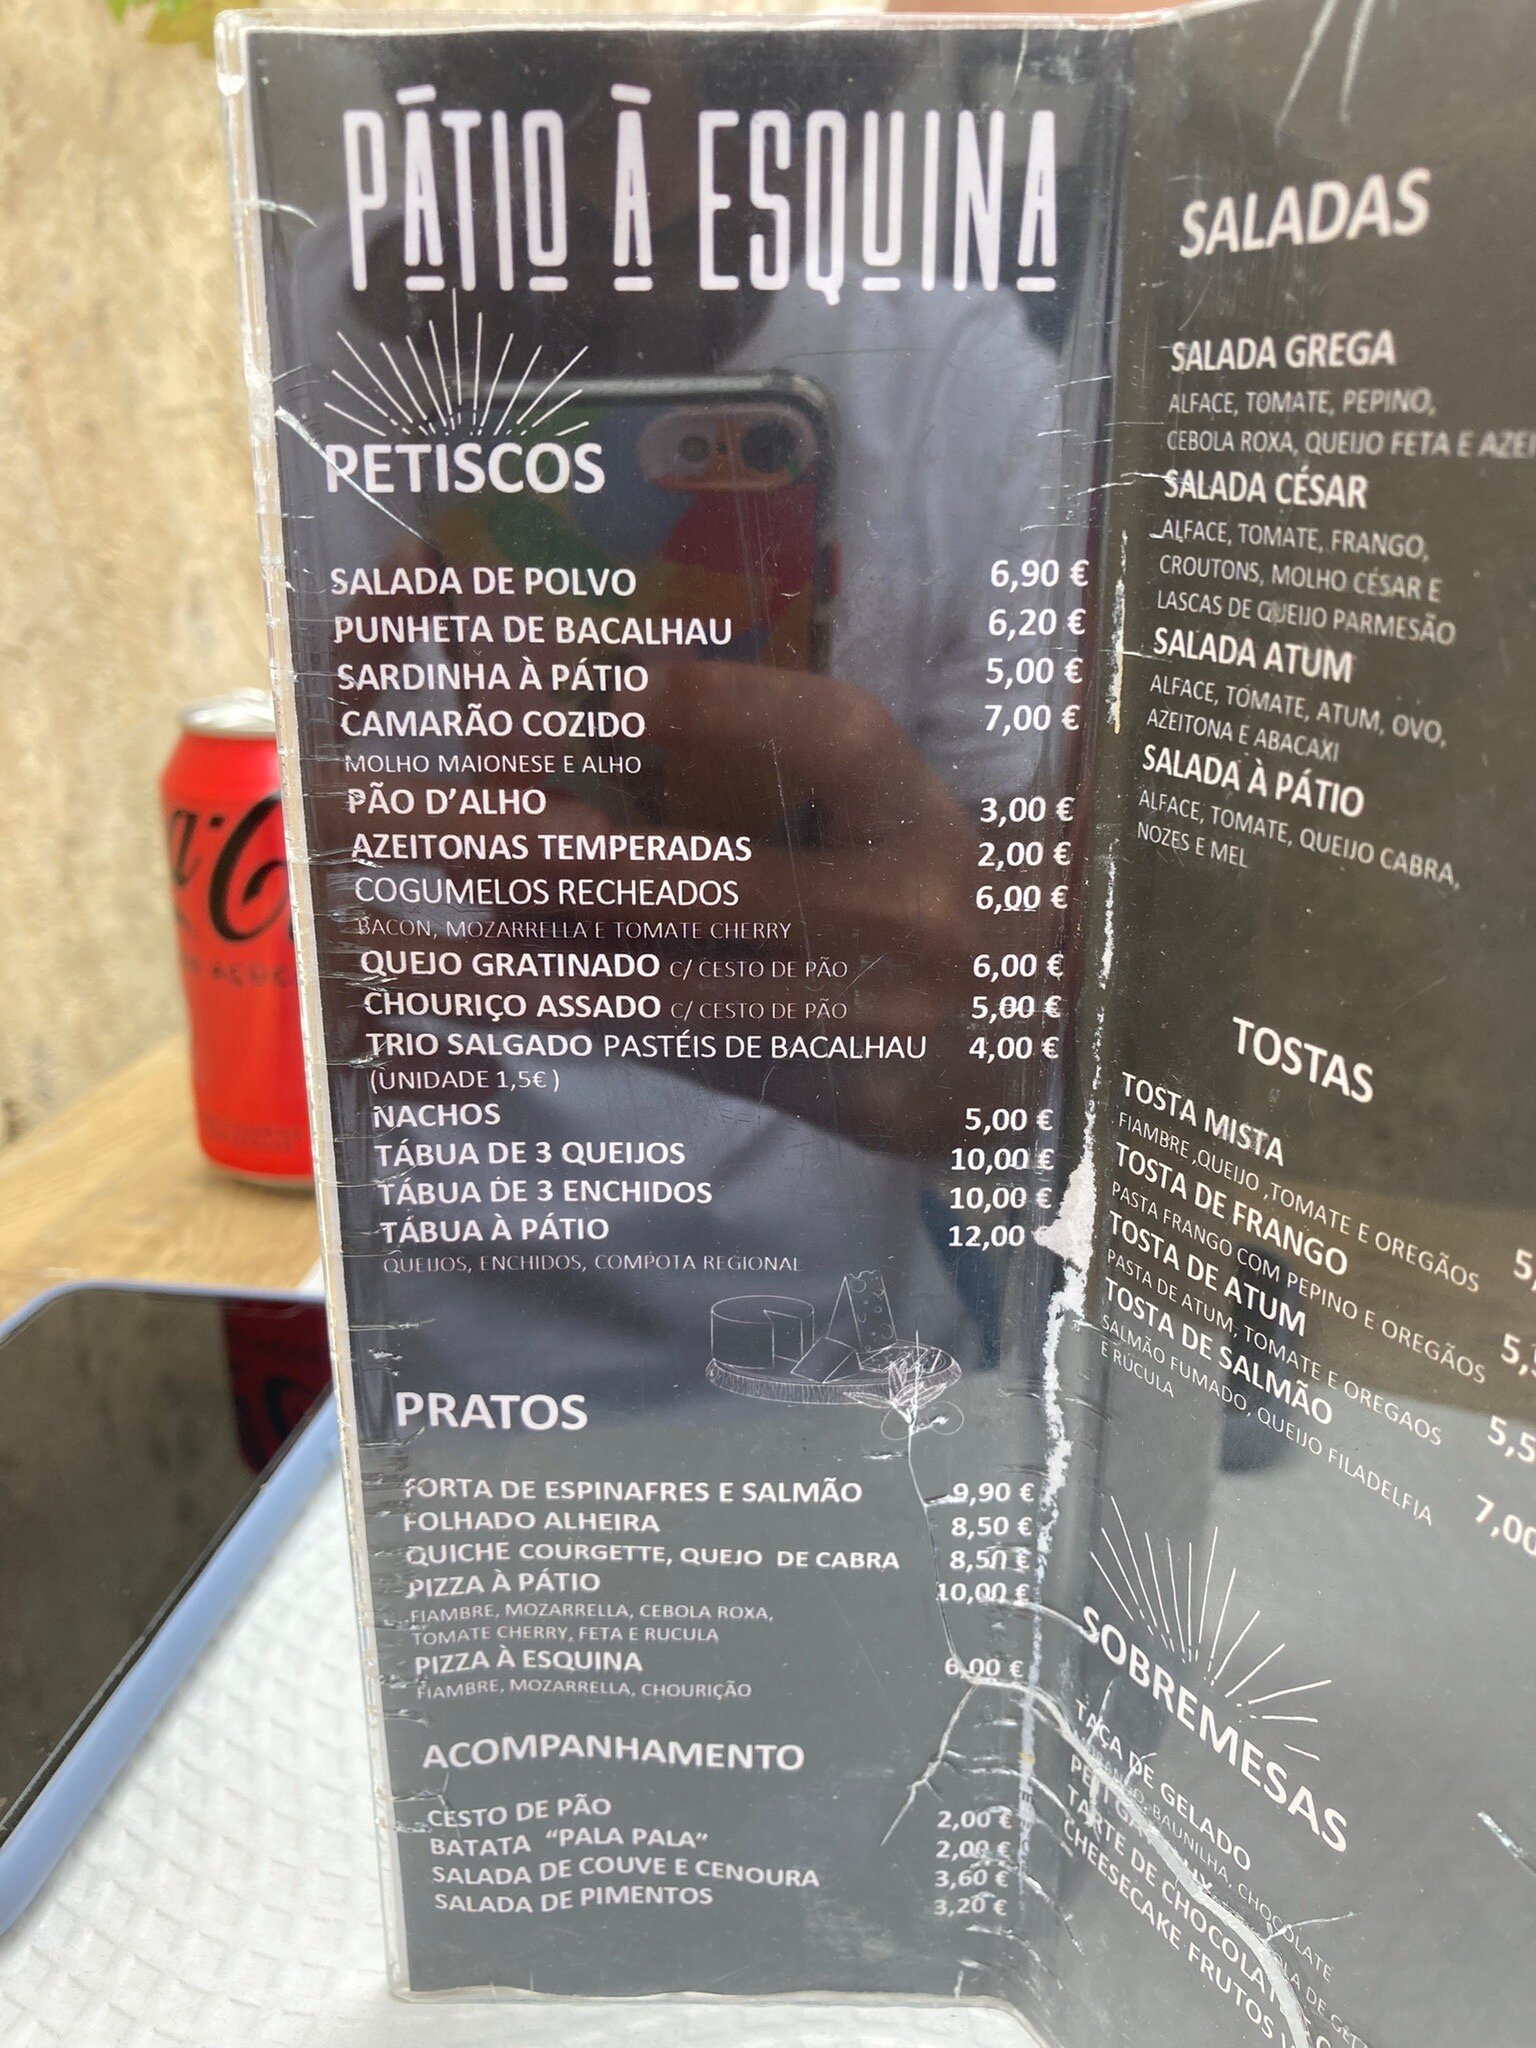 PÁTIO À ESQUINA
PETISCOS
SALADA DE POLVO 6,90 €
PUNHETA DE BACALHAU 6,20 €
SARDINHA À PÁTIO 5,00 €
CAMARÃO COZIDO 7,00 €
MOLHO MAIONESE E ALHO
PÃO D'ALHO 3,00 €
AZEITONAS TEMPERADAS 2,00 €
COGUMELOS RECHEADOS 6,00 €
BACON, MOZARRELLA E TOMATE CHERRY
QUEJO GRATINADO C/ CESTO DE PÃO 6,00 €
CHOURIÇO ASSADO C/ CESTO DE PÃO 5,00 €
TRIO SALGADO PASTÉIS DE BACALHAU 4,00 €
(UNIDADE 1,5€ )
NACHOS 5,00 €
TÁBUA DE 3 QUEIJOS 10,00 €
TÁBUA DE 3 ENCHIDOS 10,00 €
TÁBUA À PÁTIO 12,00
QUEIJOS, ENCHIDOS, COMPOTA REGIONAL
PRATOS
TORTA DE ESPINAFRES E SALMÃO 9,90 €
FOLHADO ALHEIRA 8,50 €
QUICHE COURGETTE, QUEJO DE CABRA 8,50 €
PIZZA À PÁTIO 10,00 €
FIAMBRE, MOZARRELLA, CEBOLA ROXA,
TOMATE CHERRY, FETA E RUCULA
PIZZA À ESQUINA 6,00 €
FIAMBRE, MOZARRELLA, CHOURIÇÃO
ACOMPANHAMENTO
CESTO DE PÃO 2,00 €
BATATA "PALA PALA" 2,00 €
SALADA DE COUVE E CENOURA 3,60 €
SALADA DE PIMENTOS 3,20 €
SALADAS
SALADA GREGA
ALFACE, TOMATE, PEPINO,
CEBOLA ROXA, QUEIJO FETA E AZEI
SALADA CÉSAR
ALFACE, TOMATE, FRANGO,
CROUTONS, MOLHO CÉSAR E
LASCAS DE QUEIJO PARMESÃO
SALADA ATUM
ALFACE, TOMATE, ATUM, OVO,
AZEITONA E ABACAXI
SALADA À PÁTIO
ALFACE, TOMATE, QUEIJO CABRA,
NOZES E MEL
TOSTAS
TOSTA MISTA 5,
FIAMBRE ,QUEIJO ,TOMATE E OREGÃOS
TOSTA DE FRANGO 5,
PASTA FRANGO COM PEPINO E OREGÃOS
TOSTA DE ATUM 5,5
PASTA DE ATUM, TOMATE E OREGAOS
TOSTA DE SALMÃO 7,00
SALMÃO FUMADO, QUEIJO FILADELFIA
E RÚCULA
SOBREMESAS
TAÇA DE GELADO
BAUNILHA, CHOCOLATE
TARTE DE CHOCOLA
CHEESECAKE FRUTOS